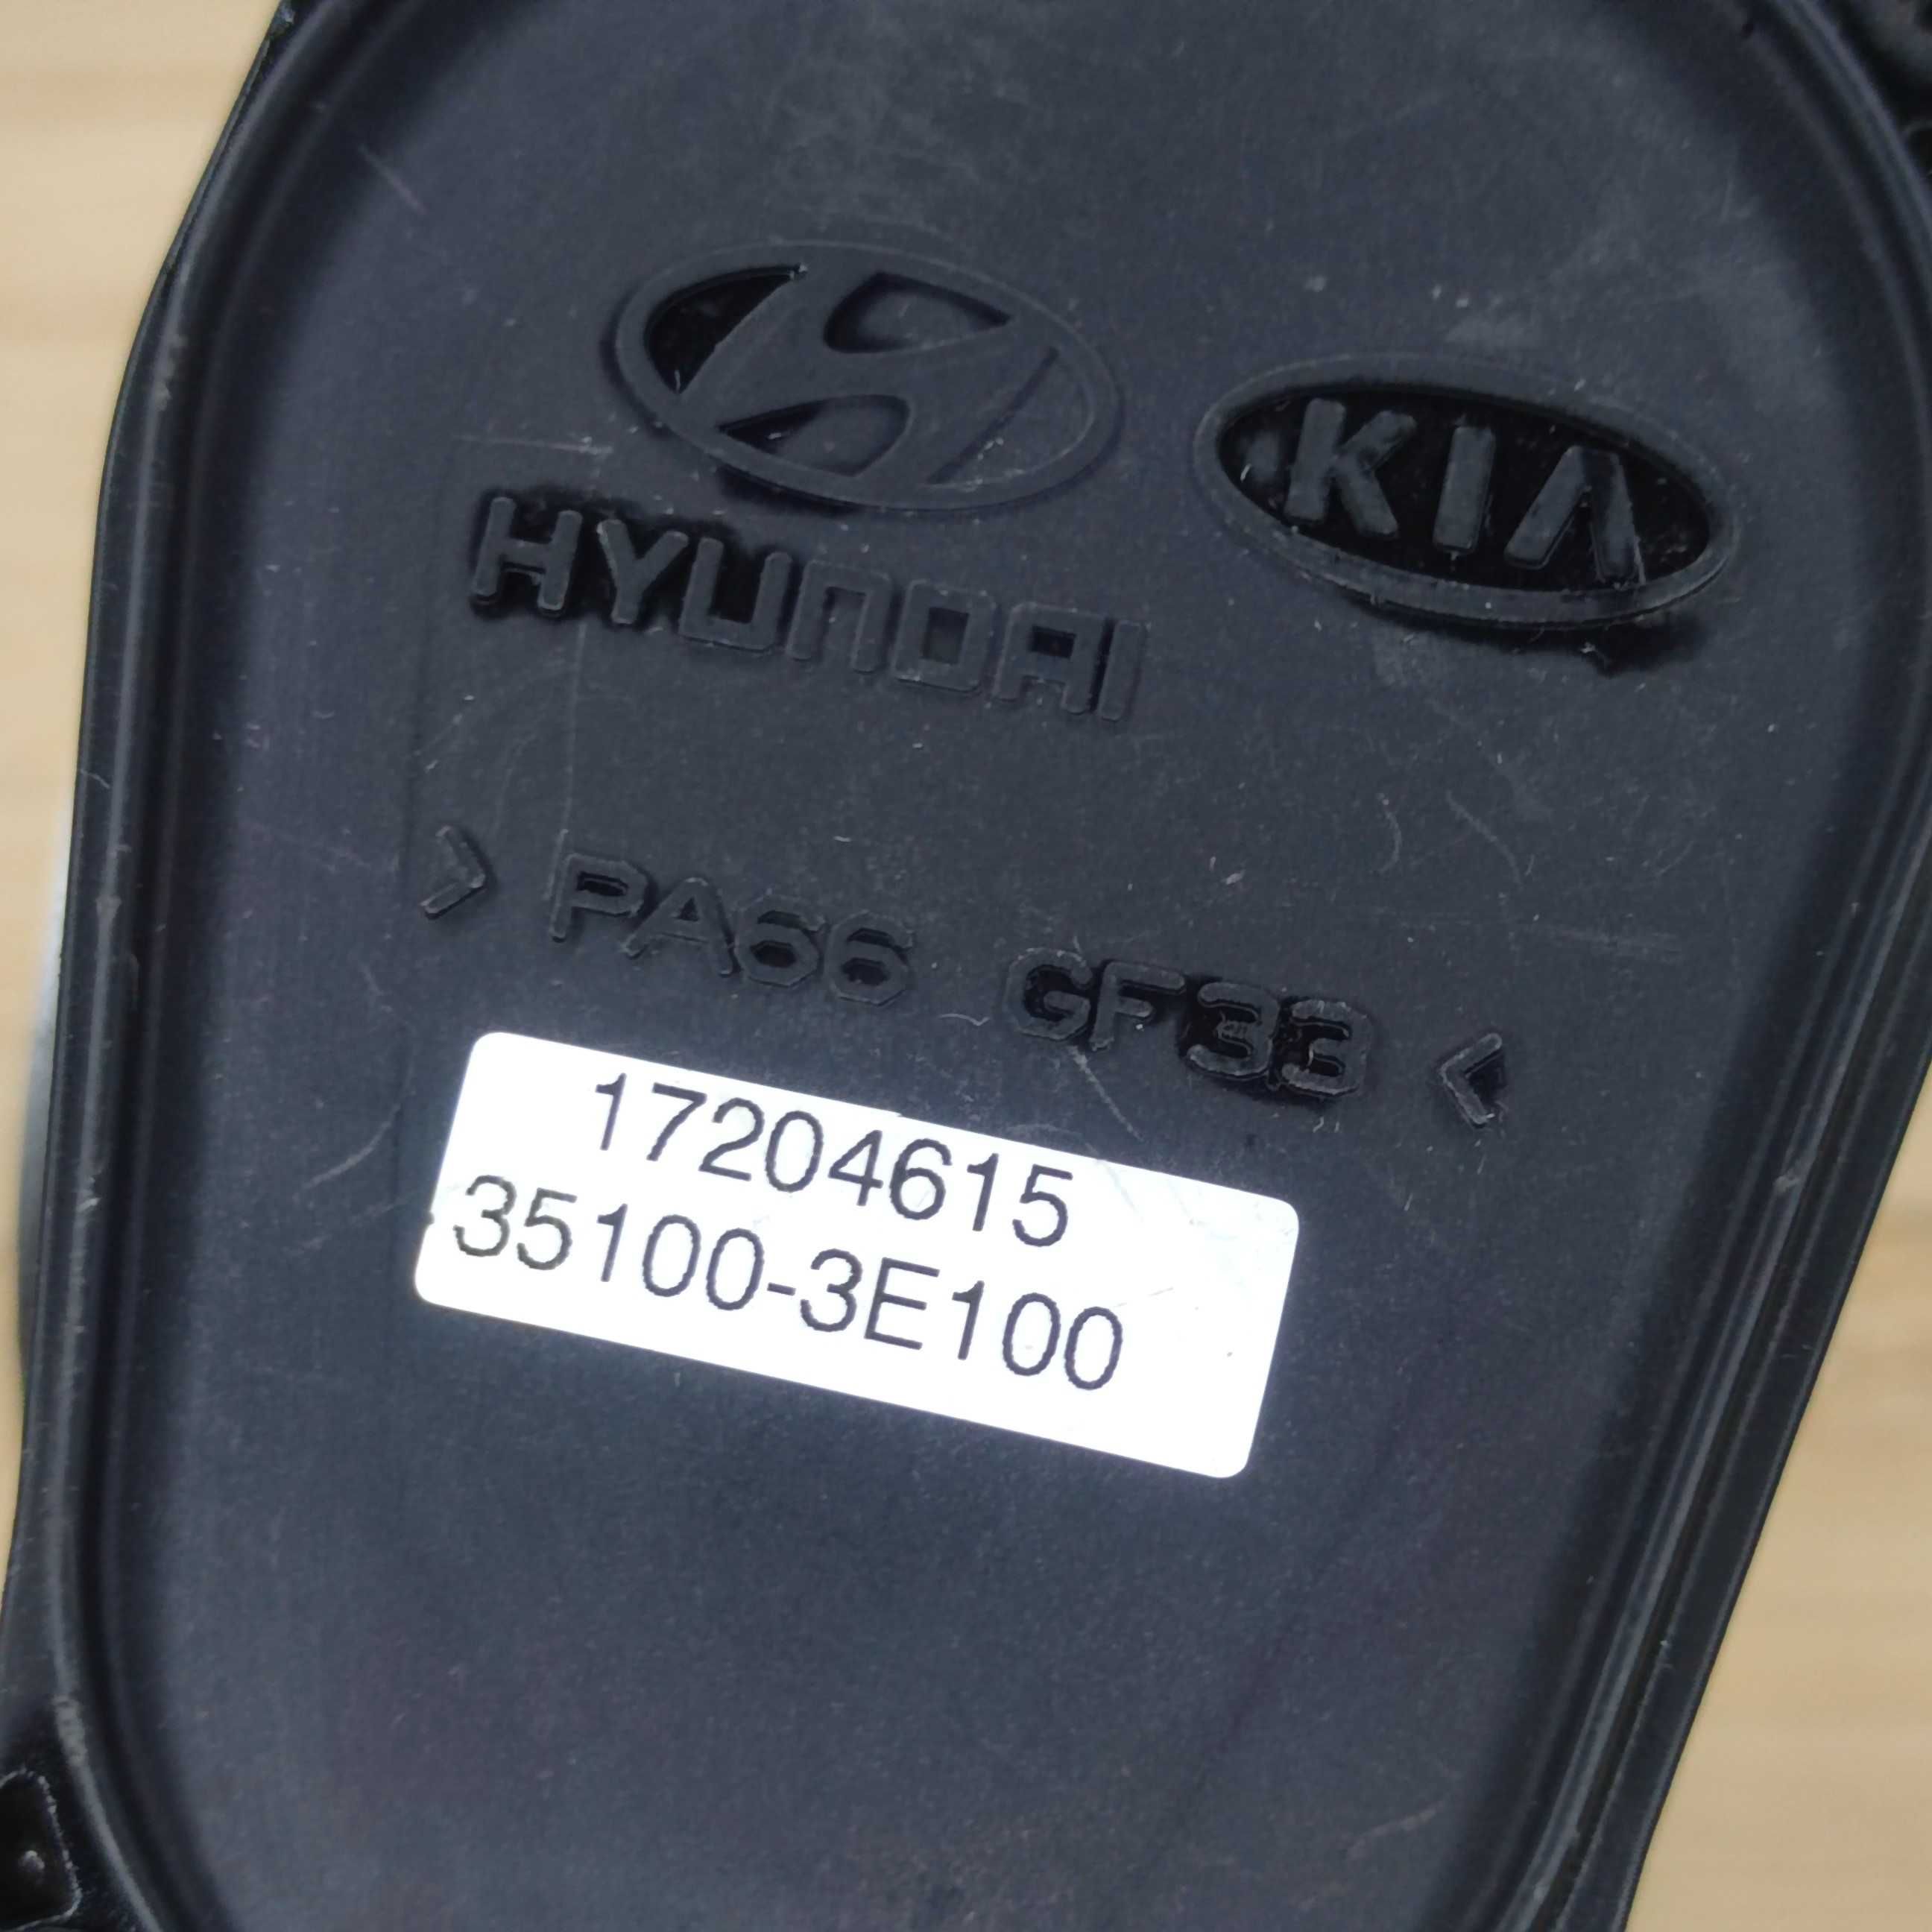 KIA
HYUNDAI
> PA66 GF33 <
17204615
35100-3E100